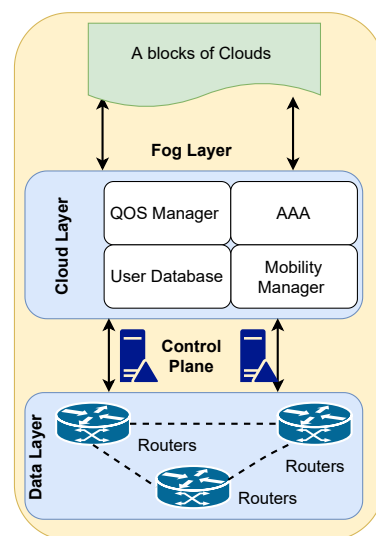 A blocks of Clouds
Fog Layer
Cloud Layer
QOS Manager
AAA
User Database
Mobility
Manager
Control
Plane
Data Layer
Routers
Routers
Routers